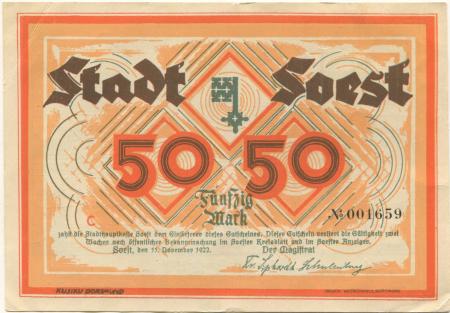 Stadt Soest
50 50
Fünfzig
Mark
C
№ 001659
zahlt die Stadthauptkasse Soest dem Einlieferer dieses Gutscheines. Dieser Gutschein verliert die Gültigkeit zwei
Wochen nach öffentlicher Bekanntmachung im Soester Kreisblatt und im Soester Anzeiger.
Soest, den 15. November 1922. Der Magistrat